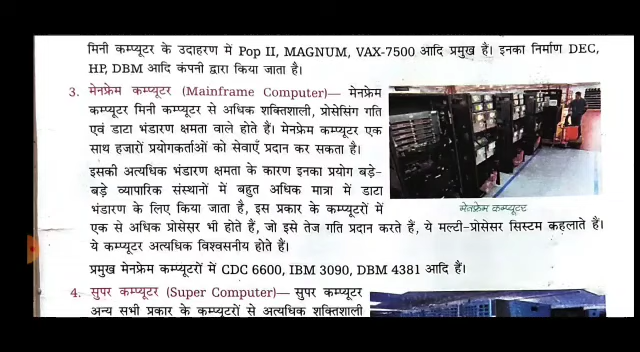 मिनी कम्प्यूटर के उदाहरण में Pop II, MAGNUM, VAX-7500 आदि प्रमुख हैं। इनका निर्माण DEC,
HP, DBM आदि कंपनी द्वारा किया जाता है।
3. मेनफ्रेम कम्प्यूटर (Mainframe Computer)— मेनफ्रेम
कम्प्यूटर मिनी कम्प्यूटर से अधिक शक्तिशाली, प्रोसेसिंग गति
एवं डाटा भंडारण क्षमता वाले होते हैं। मेनफ्रेम कम्प्यूटर एक
साथ हजारों प्रयोगकर्ताओं को सेवाएँ प्रदान कर सकता है।
इसकी अत्यधिक भंडारण क्षमता के कारण इनका प्रयोग बड़े-
बड़े व्यापारिक संस्थानों में बहुत अधिक मात्रा में डाटा
भंडारण के लिए किया जाता है, इस प्रकार के कम्प्यूटरों में
मेनफ्रेम कम्प्यूटर
एक से अधिक प्रोसेसर भी होते हैं, जो इसे तेज गति प्रदान करते हैं, ये मल्टी-प्रोसेसर सिस्टम कहलाते हैं।
ये कम्प्यूटर अत्यधिक विश्वसनीय होते हैं।
प्रमुख मेनफ्रेम कम्प्यूटरों में CDC 6600, IBM 3090, DBM 4381 आदि हैं।
4. सुपर कम्प्यूटर (Super Computer)— सुपर कम्प्यूटर
अन्य सभी प्रकार के कम्प्यूटरों से अत्यधिक शक्तिशाली